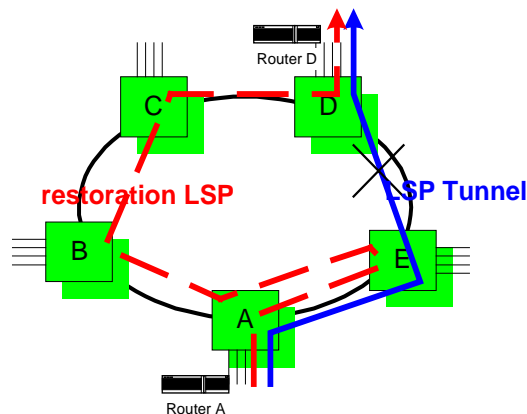 Router D
C
D
restoration LSP
LSP Tunnel
B
E
A
Router A